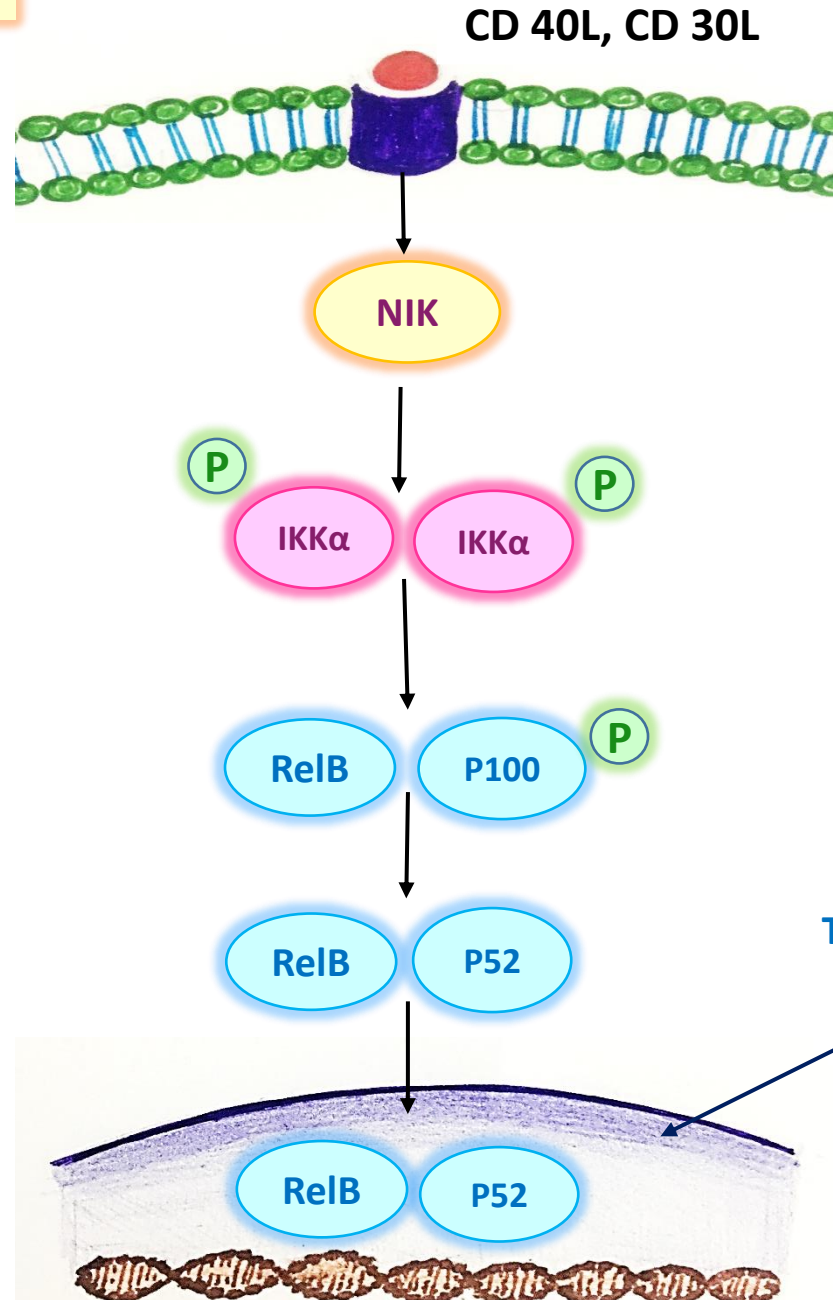 CD 40L, CD 30L
NIK
P
P
IKKα
IKKα
P
RelB
P100
RelB
P52
T
RelB
P52